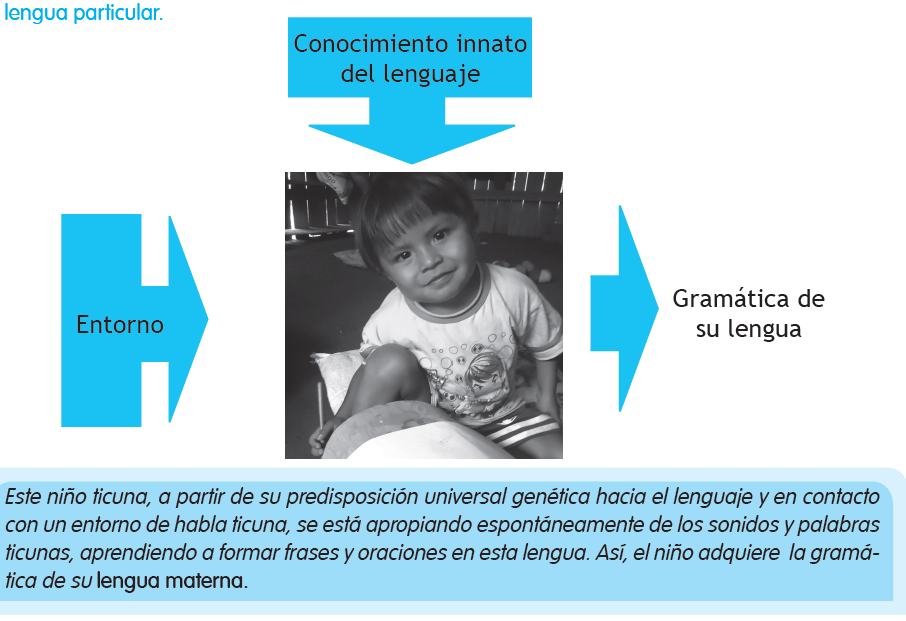 lengua particular.
Conocimiento innato
del lenguaje
Entorno
Gramática de
su lengua
Este niño ticuna, a partir de su predisposición universal genética hacia el lenguaje y en contacto
con un entorno de habla ticuna, se está apropiando espontáneamente de los sonidos y palabras
ticunas, aprendiendo a formar frases y oraciones en esta lengua. Así, el niño adquiere la gramá-
tica de su lengua materna.